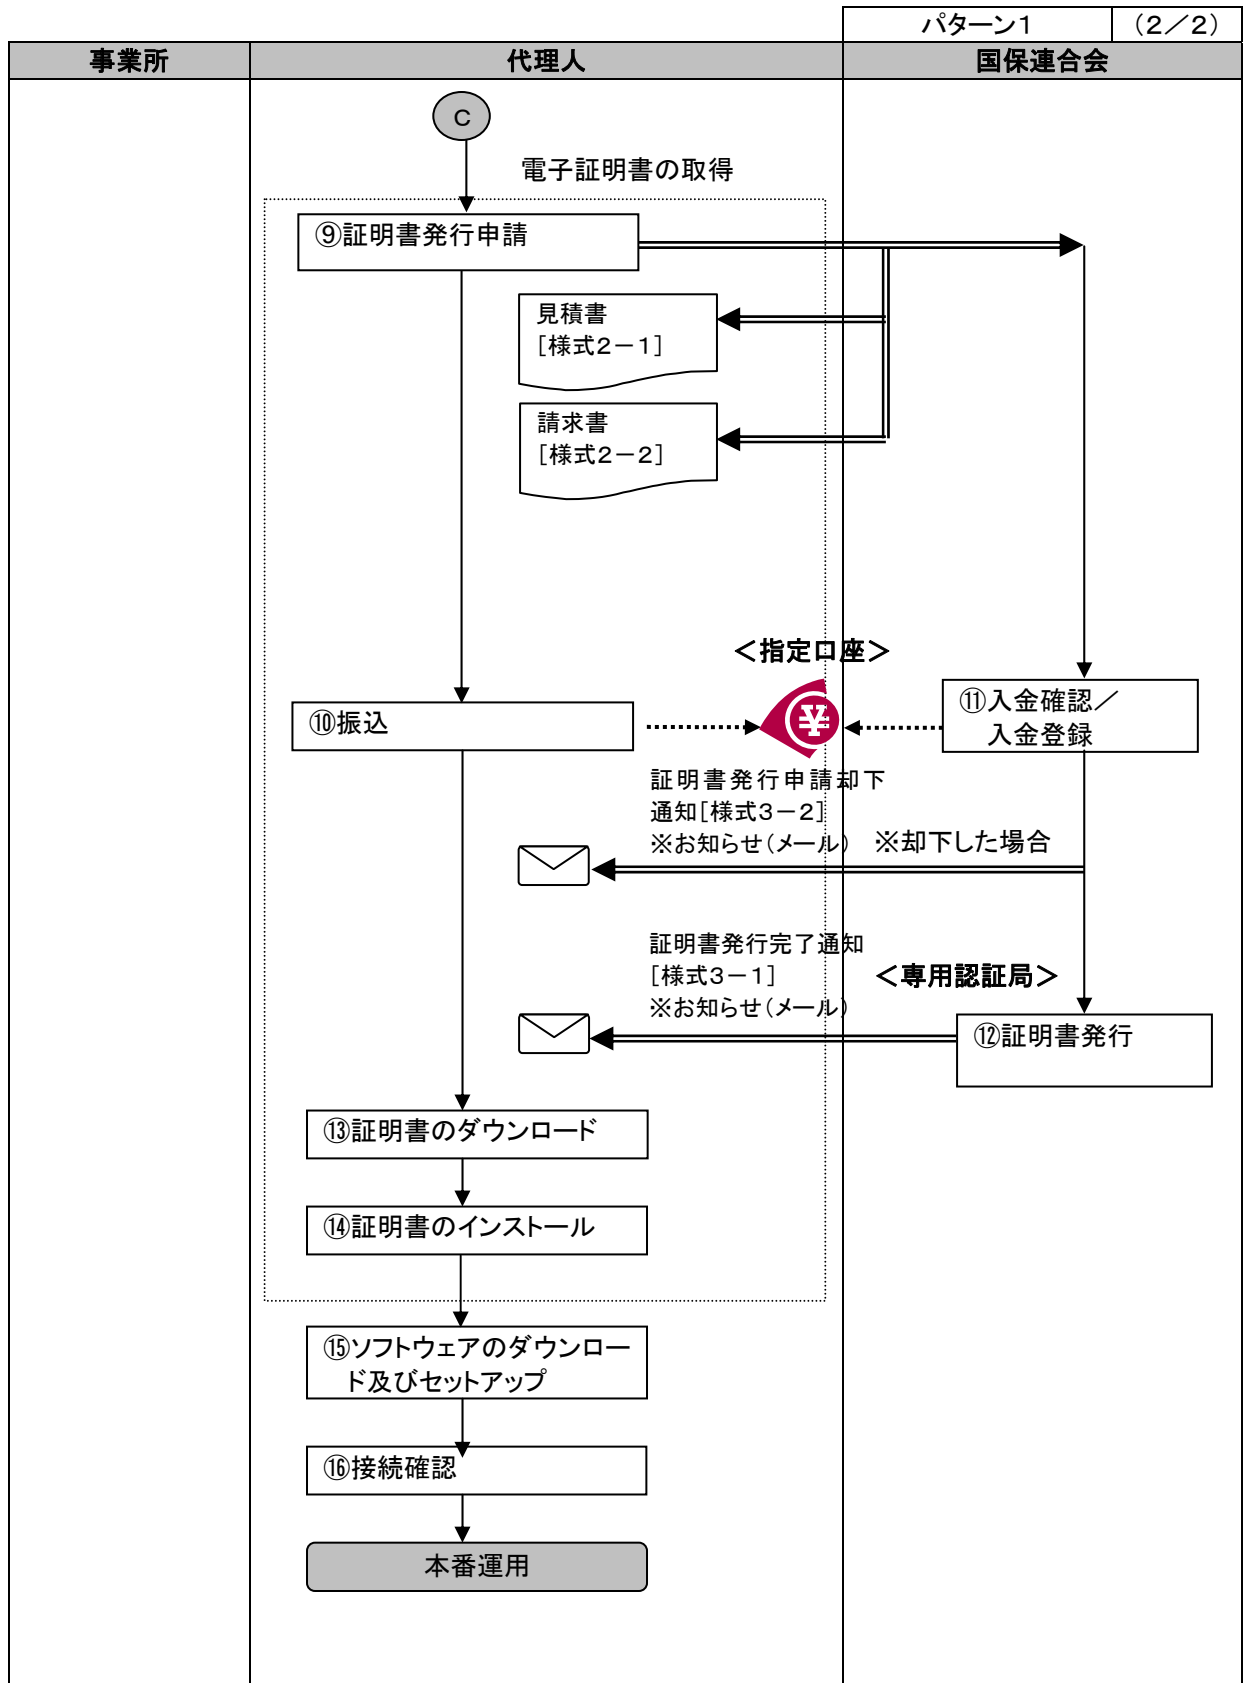 パターン1 (2/2)
事業所 代理人 国保連合会
C
電子証明書の取得
⑨証明書発行申請
見積書
[様式2-1]
請求書
[様式2-2]
<指定口座>
⑩振込
¥
⑪入金確認/
入金登録
証明書発行申請却下
通知[様式3-2]
※お知らせ(メール) ※却下した場合
証明書発行完了通知
[様式3-1] <専用認証局>
※お知らせ(メール)
⑫証明書発行
⑬証明書のダウンロード
⑭証明書のインストール
⑮ソフトウェアのダウンロー
ド及びセットアップ
⑯接続確認
本番運用